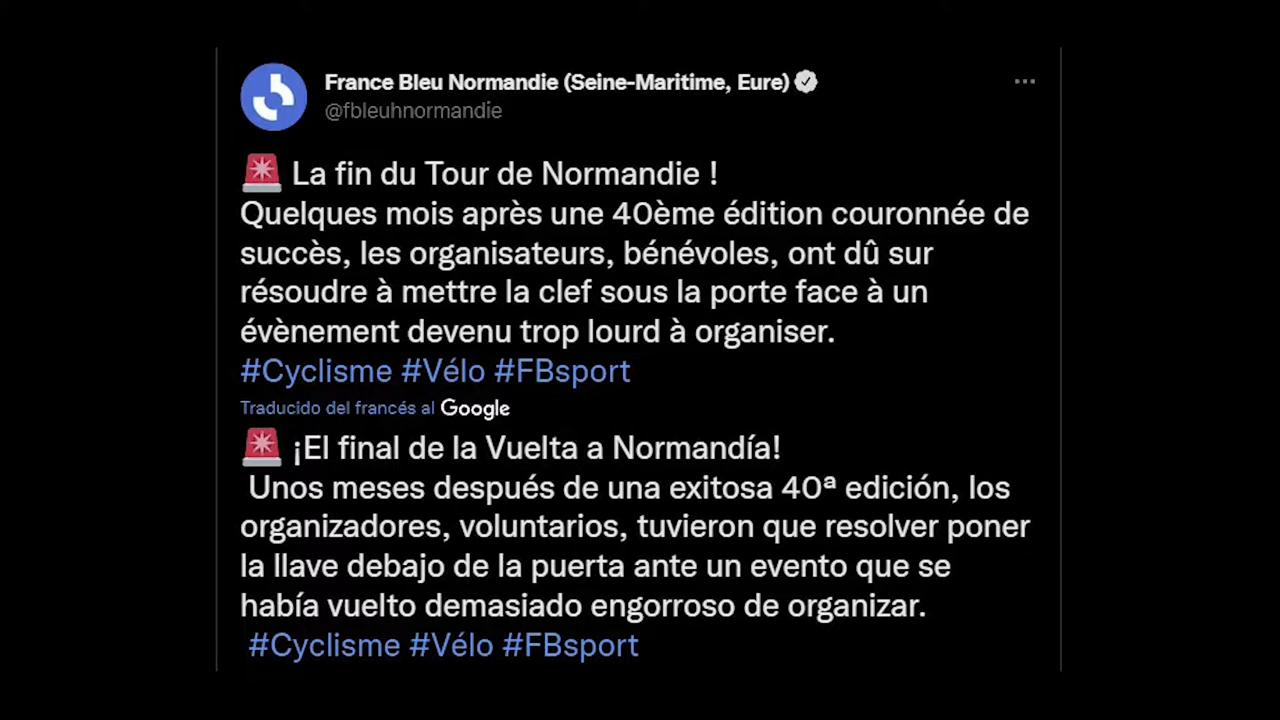 France Bleu Normandie (Seine-Maritime, Eure)
@fbleuhnormandie
La fin du Tour de Normandie !
Quelques mois après une 40ème édition couronnée de
succès, les organisateurs, bénévoles, ont dû sur
résoudre à mettre la clef sous la porte face à un
évènement devenu trop lourd à organiser.
#Cyclisme #Vélo #FBsport
Traducido del francés al Google
¡El final de la Vuelta a Normandía!
Unos meses después de una exitosa 40ª edición, los
organizadores, voluntarios, tuvieron que resolver poner
la llave debajo de la puerta ante un evento que se
había vuelto demasiado engorroso de organizar.
#Cyclisme #Vélo #FBsport